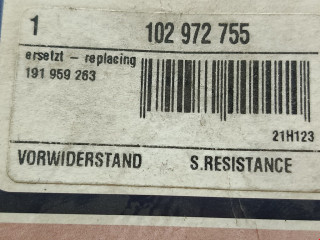 1 102 972 755
ersetzt - replacing
191 959 263
21H123
VORWIDERSTAND S.RESISTANCE